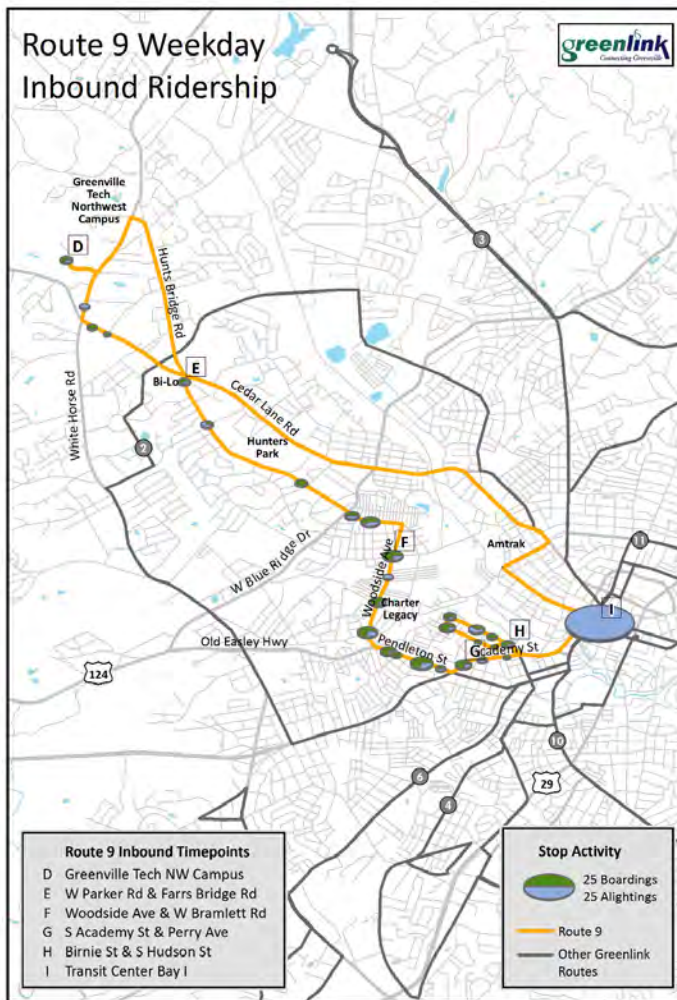 Route 9 Weekday
Inbound Ridership
greenlink
Connecting Greenville
Greenville
Tech
Northwest
Campus
D
Hunts Bridge Rd
3
E
Bi-Lo
White Horse Rd
Cedar Lane Rd
2
Hunters
Park
W Blue Ridge Dr
F
Woodside Ave
Amtrak
11
I
Charter
Legacy
H
G
cademy St
Pendleton St
Old Easley Hwy
124
10
6
29
4
Route 9 Inbound Timepoints
D Greenville Tech NW Campus
E W Parker Rd & Farrs Bridge Rd
F Woodside Ave & W Bramlett Rd
G S Academy St & Perry Ave
H Birnie St & S Hudson St
I Transit Center Bay I
Stop Activity
25 Boardings
25 Alightings
Route 9
Other Greenlink
Routes